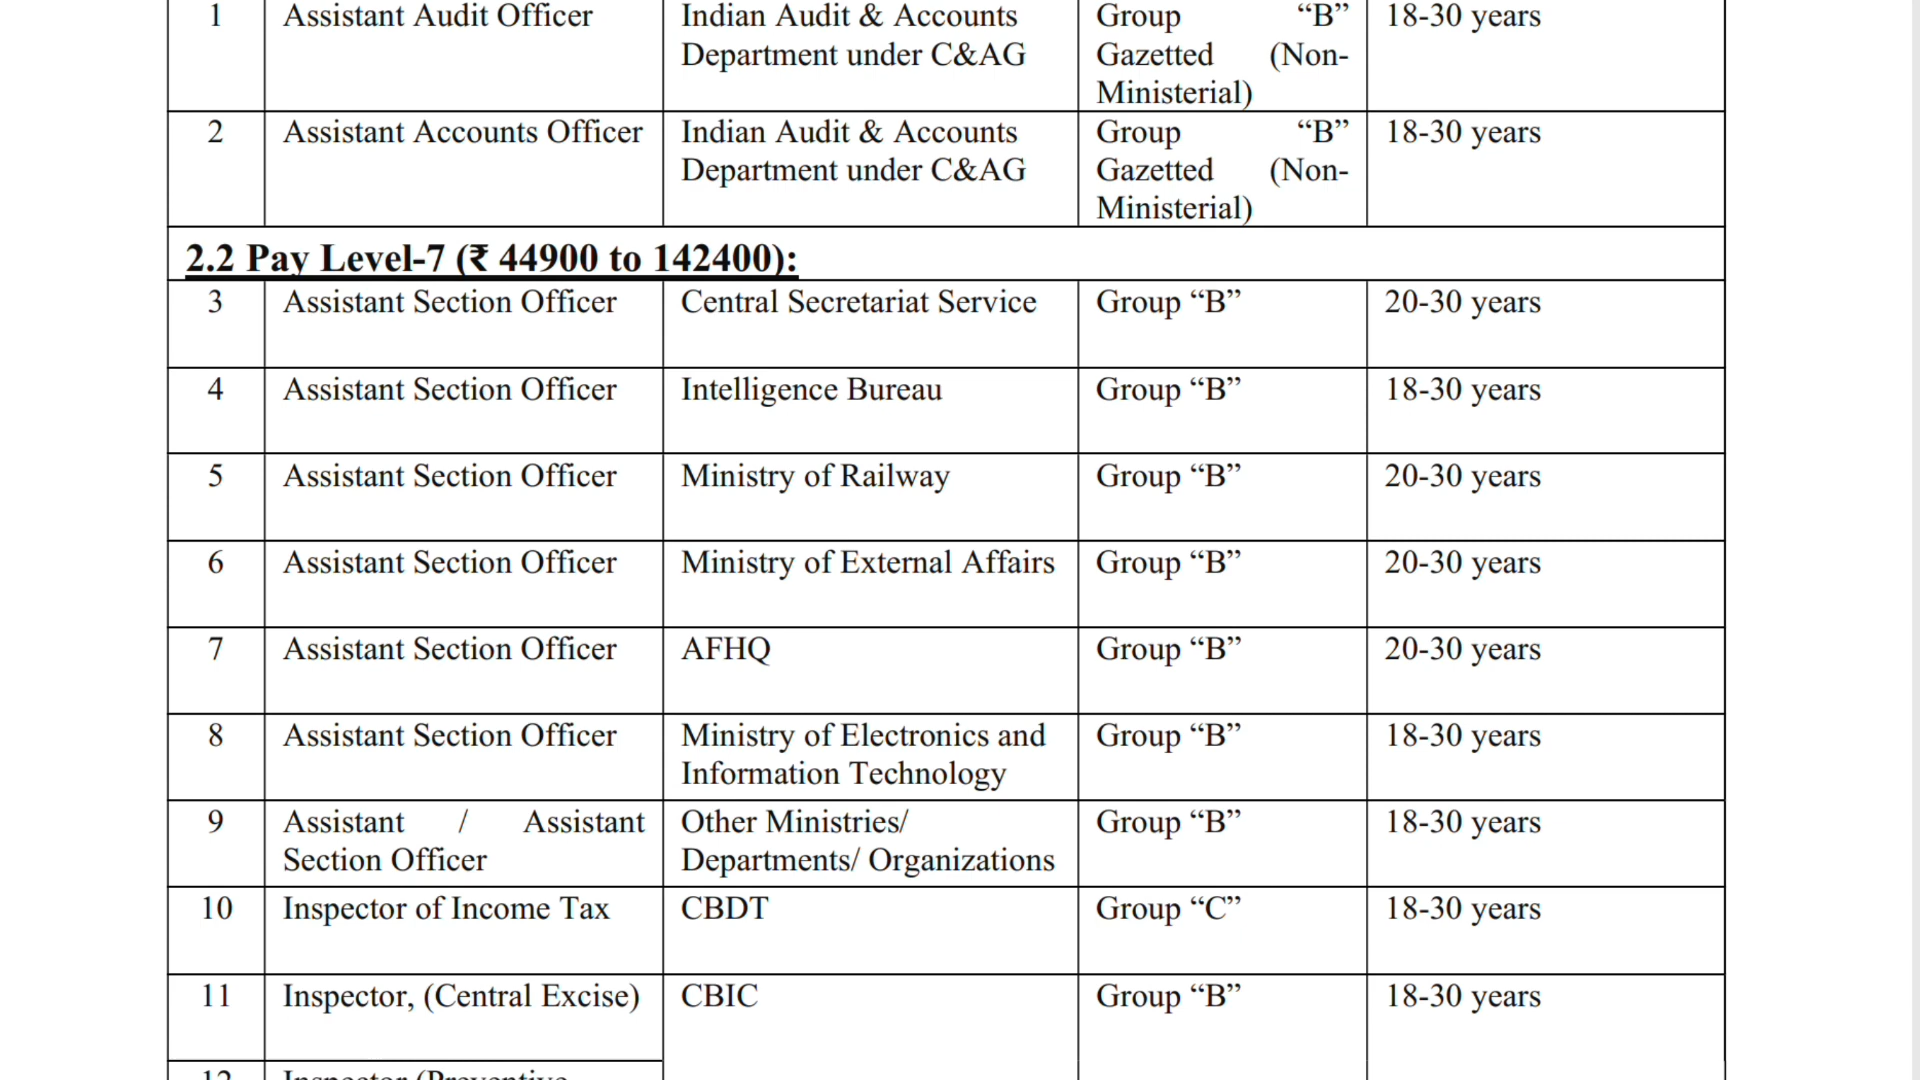 1 Assistant Audit Officer Indian Audit & Accounts Group “B” 18-30 years
Department under C&AG Gazetted (Non-
Ministerial)
2 Assistant Accounts Officer Indian Audit & Accounts Group “B” 18-30 years
Department under C&AG Gazetted (Non-
Ministerial)
2.2 Pay Level-7 (₹ 44900 to 142400):
3 Assistant Section Officer Central Secretariat Service Group “B” 20-30 years
4 Assistant Section Officer Intelligence Bureau Group “B” 18-30 years
5 Assistant Section Officer Ministry of Railway Group “B” 20-30 years
6 Assistant Section Officer Ministry of External Affairs Group “B” 20-30 years
7 Assistant Section Officer AFHQ Group “B” 20-30 years
8 Assistant Section Officer Ministry of Electronics and Group “B” 18-30 years
Information Technology
9 Assistant / Assistant Other Ministries/ Group “B” 18-30 years
Section Officer Departments/ Organizations
10 Inspector of Income Tax CBDT Group “C” 18-30 years
11 Inspector, (Central Excise) CBIC Group “B” 18-30 years
12 Inspector (Preventive